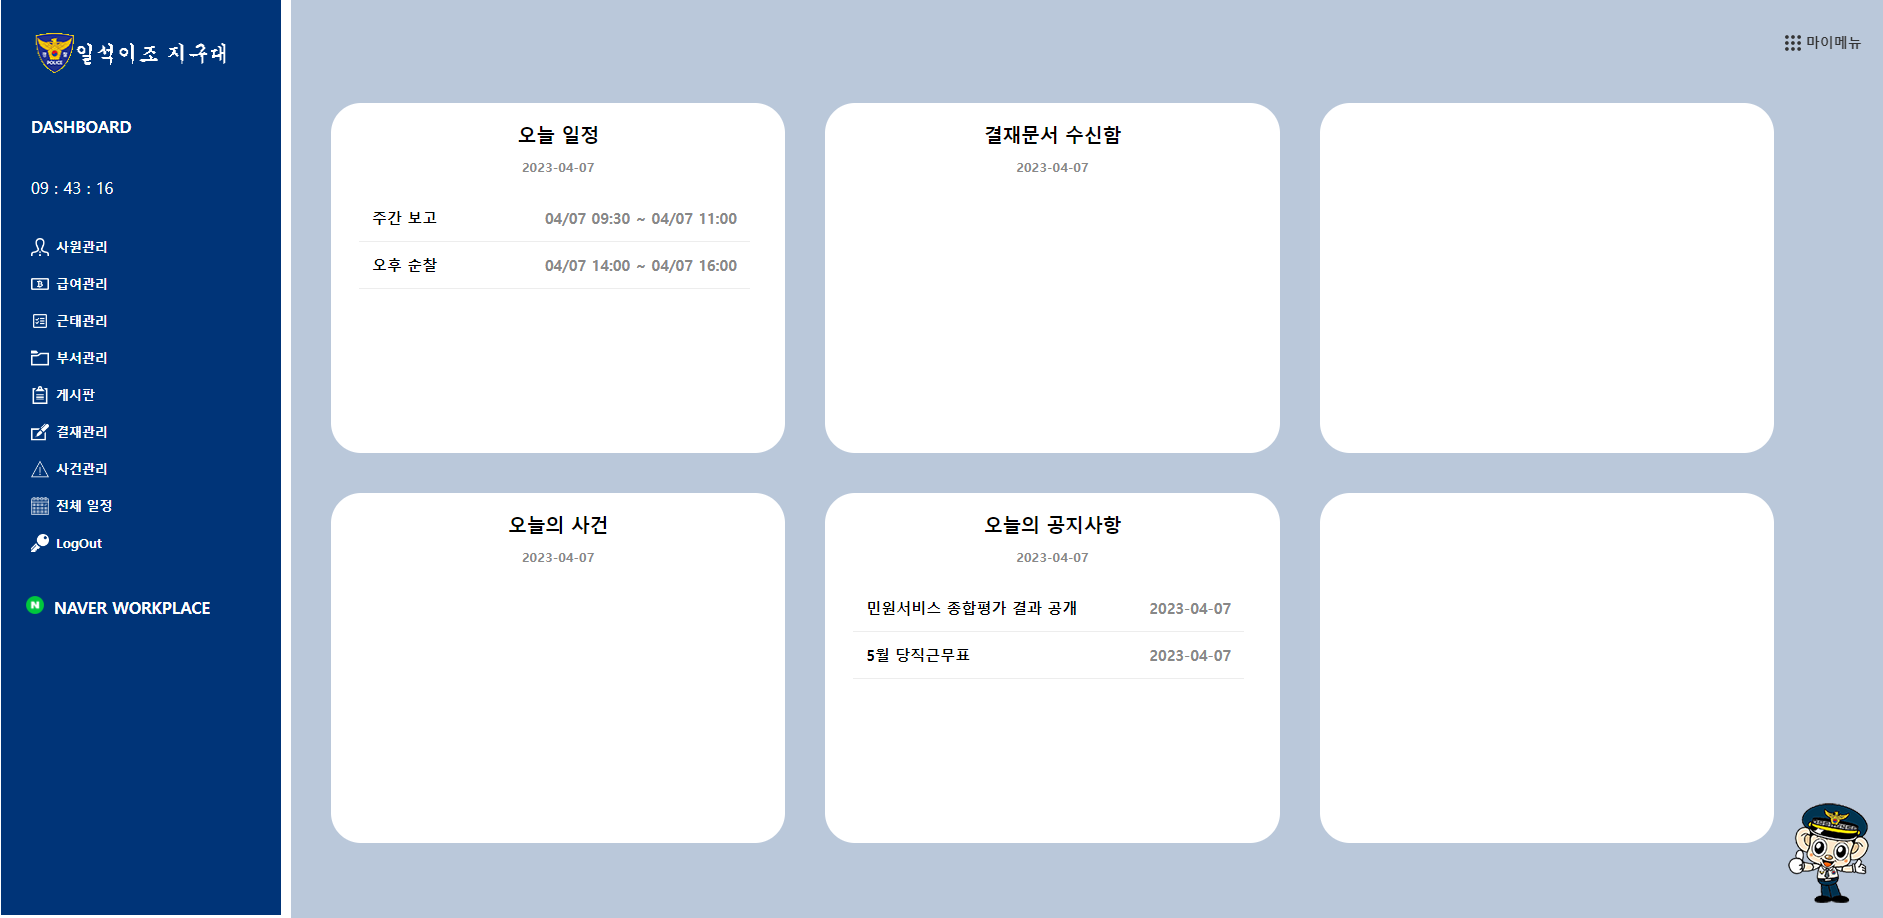 일석이조 지구대
DASHBOARD
09 : 43 : 16
사원관리
급여관리
근태관리
부서관리
게시판
결재관리
사건관리
전체 일정
LogOut
NAVER WORKPLACE
마이메뉴
오늘 일정
2023-04-07
주간 보고 04/07 09:30 ~ 04/07 11:00
오후 순찰 04/07 14:00 ~ 04/07 16:00
결재문서 수신함
2023-04-07
오늘의 사건
2023-04-07
오늘의 공지사항
2023-04-07
민원서비스 종합평가 결과 공개 2023-04-07
5월 당직근무표 2023-04-07
POLICE
N